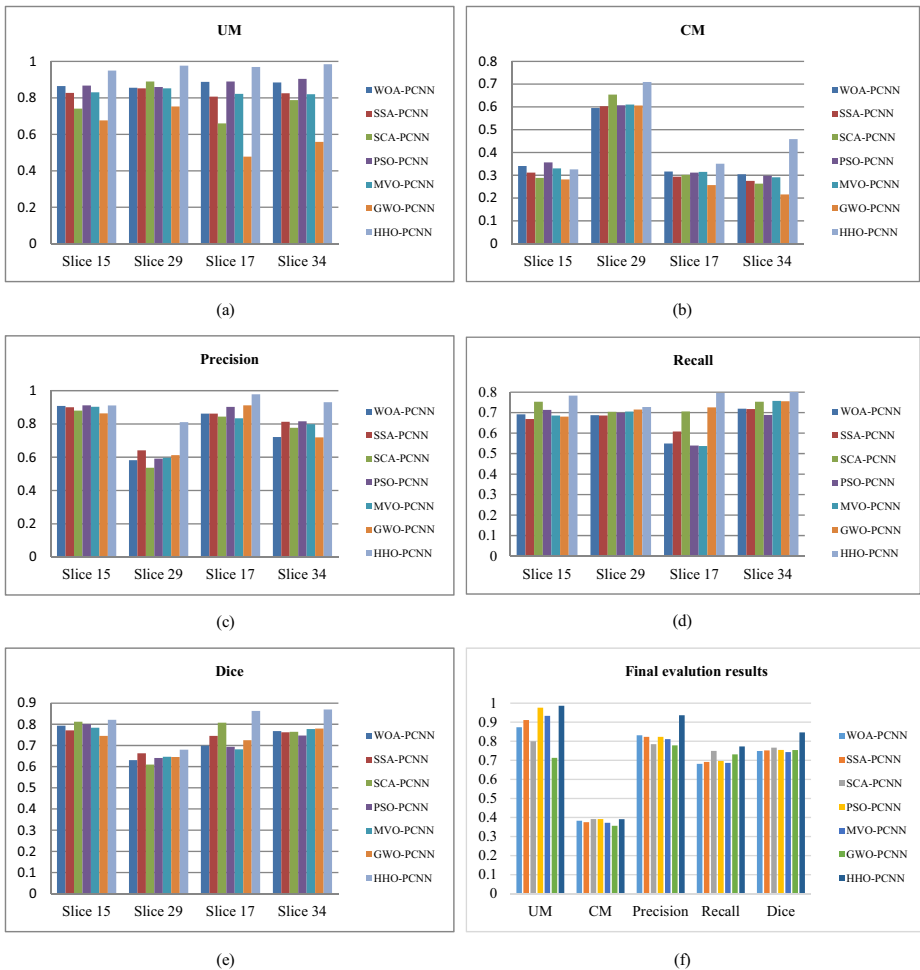 UM
1
0.8
0.6
0.4
0.2
0
Slice 15 Slice 29 Slice 17 Slice 34
WOA-PCNN
SSA-PCNN
SCA-PCNN
PSO-PCNN
MVO-PCNN
GWO-PCNN
HHO-PCNN
(a)
CM
0.8
0.7
0.6
0.5
0.4
0.3
0.2
0.1
0
Slice 15 Slice 29 Slice 17 Slice 34
WOA-PCNN
SSA-PCNN
SCA-PCNN
PSO-PCNN
MVO-PCNN
GWO-PCNN
HHO-PCNN
(b)
Precision
1
0.8
0.6
0.4
0.2
0
Slice 15 Slice 29 Slice 17 Slice 34
WOA-PCNN
SSA-PCNN
SCA-PCNN
PSO-PCNN
MVO-PCNN
GWO-PCNN
HHO-PCNN
(c)
Recall
0.8
0.7
0.6
0.5
0.4
0.3
0.2
0.1
0
Slice 15 Slice 29 Slice 17 Slice 34
WOA-PCNN
SSA-PCNN
SCA-PCNN
PSO-PCNN
MVO-PCNN
GWO-PCNN
HHO-PCNN
(d)
Dice
0.9
0.8
0.7
0.6
0.5
0.4
0.3
0.2
0.1
0
Slice 15 Slice 29 Slice 17 Slice 34
WOA-PCNN
SSA-PCNN
SCA-PCNN
PSO-PCNN
MVO-PCNN
GWO-PCNN
HHO-PCNN
(e)
Final evalution results
1
0.9
0.8
0.7
0.6
0.5
0.4
0.3
0.2
0.1
0
UM CM Precision Recall Dice
WOA-PCNN
SSA-PCNN
SCA-PCNN
PSO-PCNN
MVO-PCNN
GWO-PCNN
HHO-PCNN
(f)